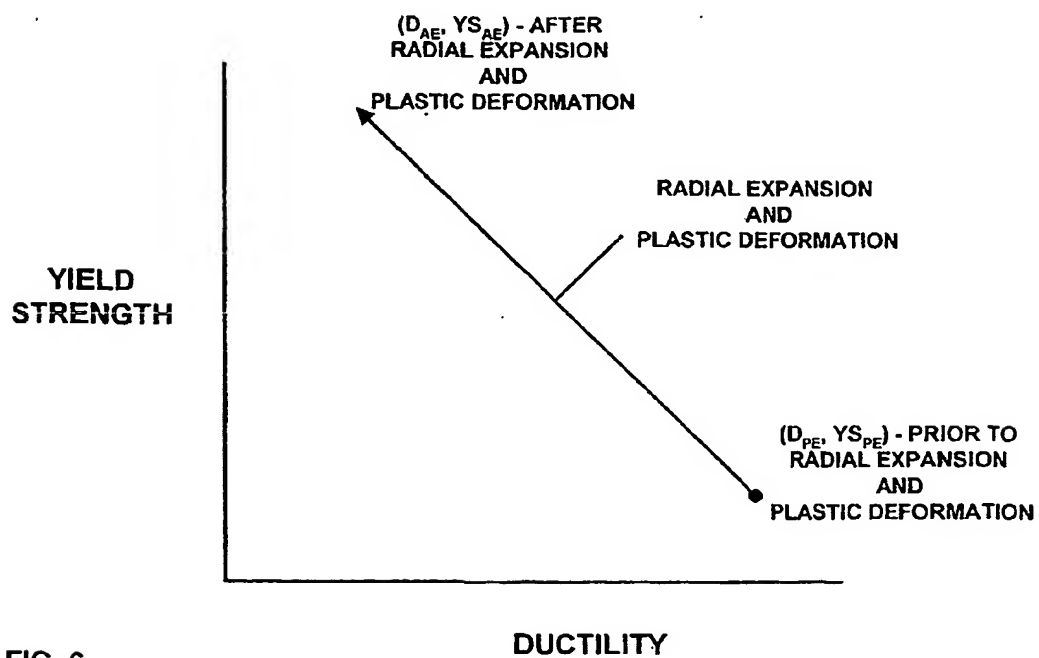 (D_AE, YS_AE) - AFTER
RADIAL EXPANSION
AND
PLASTIC DEFORMATION
RADIAL EXPANSION
AND
PLASTIC DEFORMATION
YIELD
STRENGTH
(D_PE, YS_PE) - PRIOR TO
RADIAL EXPANSION
AND
PLASTIC DEFORMATION
DUCTILITY